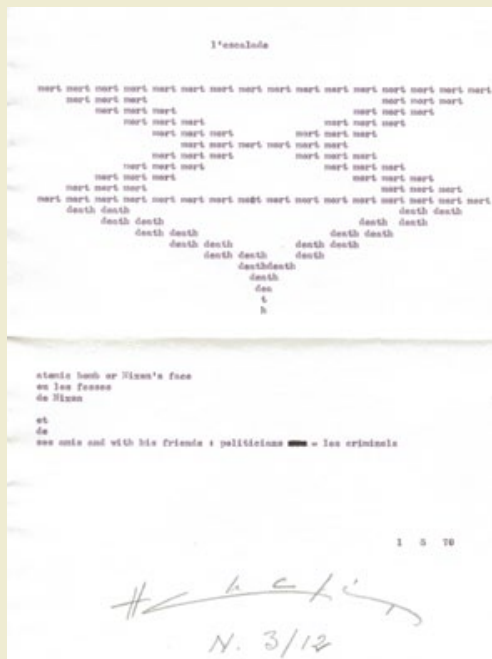 l'escalade
mort mort mort mort mort mort mort mort mort mort mort mort mort mort mort mort
mort mort mort mort mort mort
mort mort mort mort mort mort
mort mort mort mort mort mort
mort mort mort mort mort mort
mort mort mort mort mort mort
mort mort mort mort mort mort
mort mort mort mort mort mort
mort mort mort mort mort mort
mort mort mort mort mort mort
mort mort mort mort mort mort mort mort mort mort mort mort mort mort mort mort
death death death death
death death death death
death death death death
death death death death
death death death
deathdeath
death
dea
t
h
atomic bomb or Nixon's face
les fesses
de Nixon
et
de
ses amis and with his friends : politicians = les criminels
1 5 70
N. 3/12